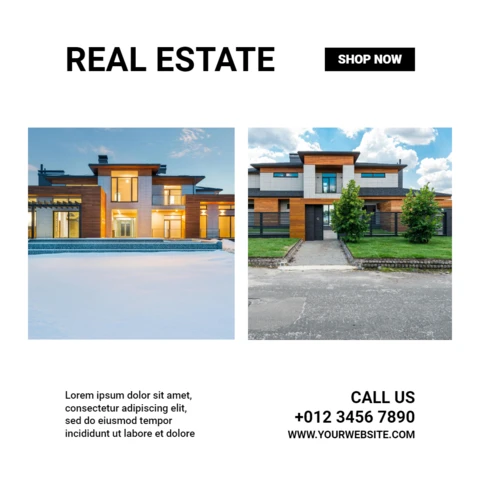 REAL ESTATE
SHOP NOW
Lorem ipsum dolor sit amet,
consectetur adipiscing elit,
sed do eiusmod tempor
incididunt ut labore et dolore
CALL US
+012 3456 7890
WWW.YOURWEBSITE.COM